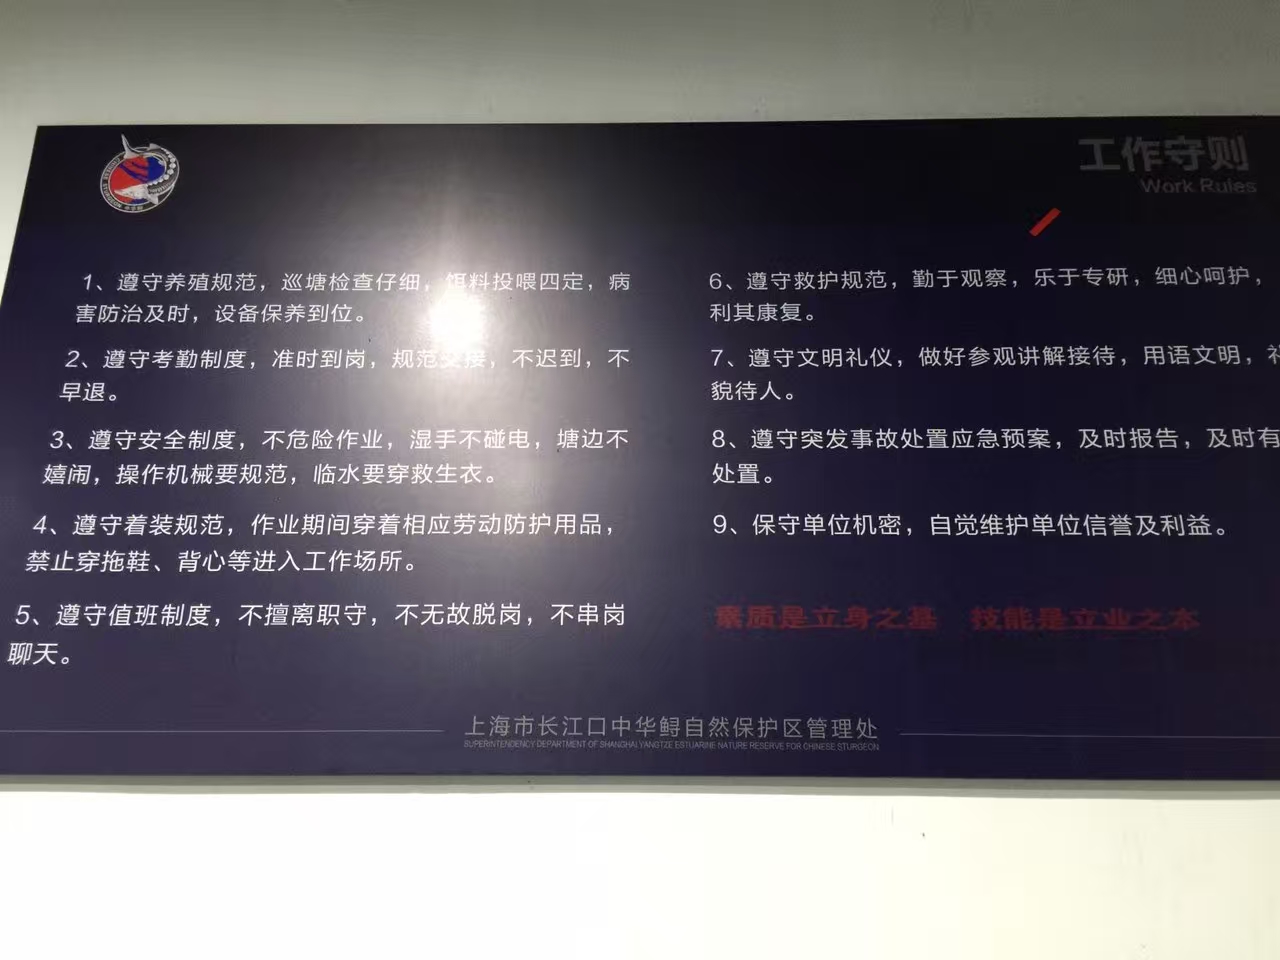 工作守则
Work Rules
1、遵守养殖规范，巡塘检查仔细，饵料投喂四定，病
害防治及时，设备保养到位。
2、遵守考勤制度，准时到岗，规范交接，不迟到，不
早退。
3、遵守安全制度，不危险作业，湿手不碰电，塘边不
嬉闹，操作机械要规范，临水要穿救生衣。
4、遵守着装规范，作业期间穿着相应劳动防护用品，
禁止穿拖鞋、背心等进入工作场所。
5、遵守值班制度，不擅离职守，不无故脱岗，不串岗
聊天。
6、遵守救护规范，勤于观察，乐于专研，细心呵护，
利其康复。
7、遵守文明礼仪，做好参观讲解接待，用语文明，礼
貌待人。
8、遵守突发事故处置应急预案，及时报告，及时有
处置。
9、保守单位机密，自觉维护单位信誉及利益。
素质是立身之基 技能是立业之本
上海市长江口中华鲟自然保护区管理处
SUPERINTENDENCY DEPARTMENT OF SHANGHAI YANGTZE ESTUARINE NATURE RESERVE FOR CHINESE STURGEON